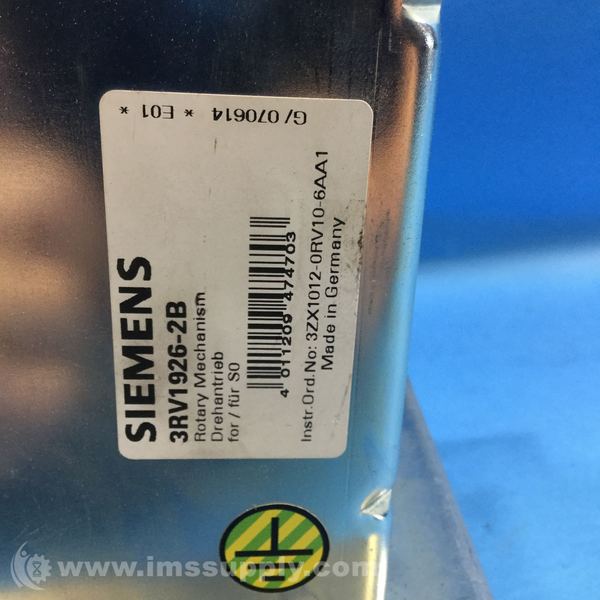 SIEMENS
3RV1926-2B
Rotary Mechanism
Drehantrieb
for / für S0
4 011209 474703
Instr.Ord.No: 3ZX1012-0RV10-6AA1
Made in Germany
G/ 070614 * E01 *
www.imssupply.com